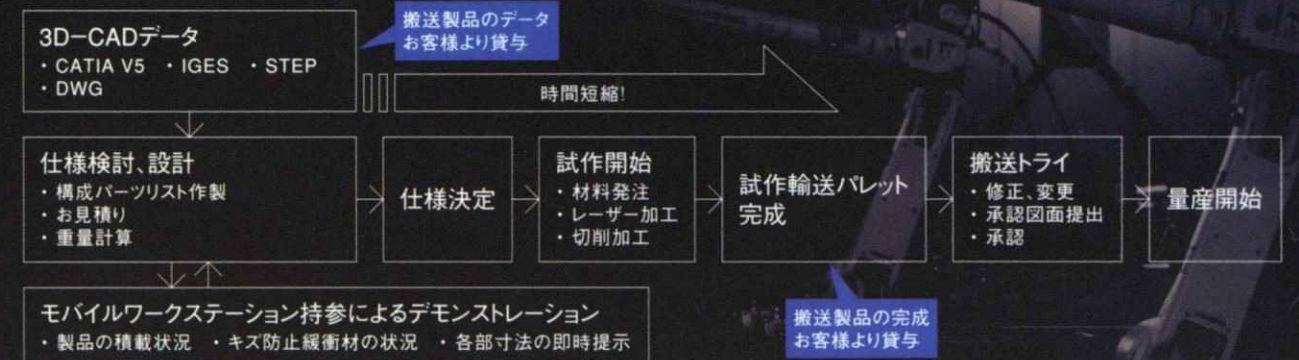 3D−CADデータ
・CATIA V5 ・IGES ・STEP
・DWG
搬送製品のデータ
お客様より貸与
時間短縮!
仕様検討、設計
・構成パーツリスト作製
・お見積り
・重量計算
仕様決定
試作開始
・材料発注
・レーザー加工
・切削加工
試作輸送パレット
完成
搬送トライ
・修正、変更
・承認図面提出
・承認
量産開始
モバイルワークステーション持参によるデモンストレーション
・製品の積載状況 ・キズ防止緩衝材の状況 ・各部寸法の即時提示
搬送製品の完成
お客様より貸与